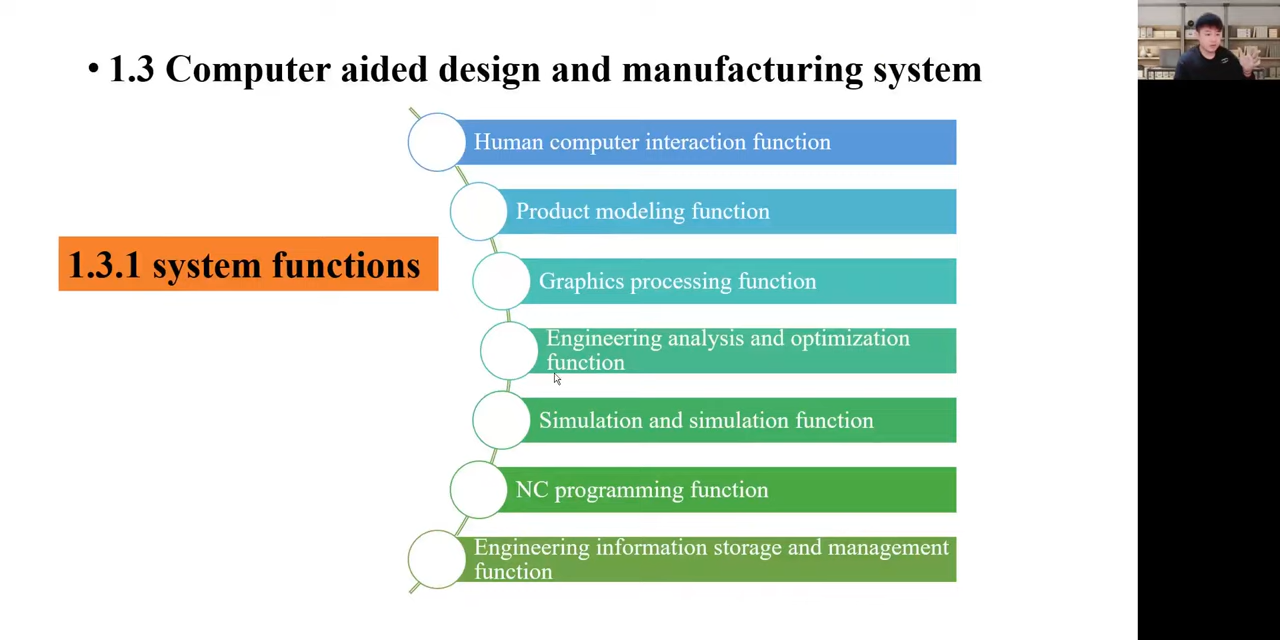 • 1.3 Computer aided design and manufacturing system
1.3.1 system functions
Human computer interaction function
Product modeling function
Graphics processing function
Engineering analysis and optimization
function
Simulation and simulation function
NC programming function
Engineering information storage and management
function